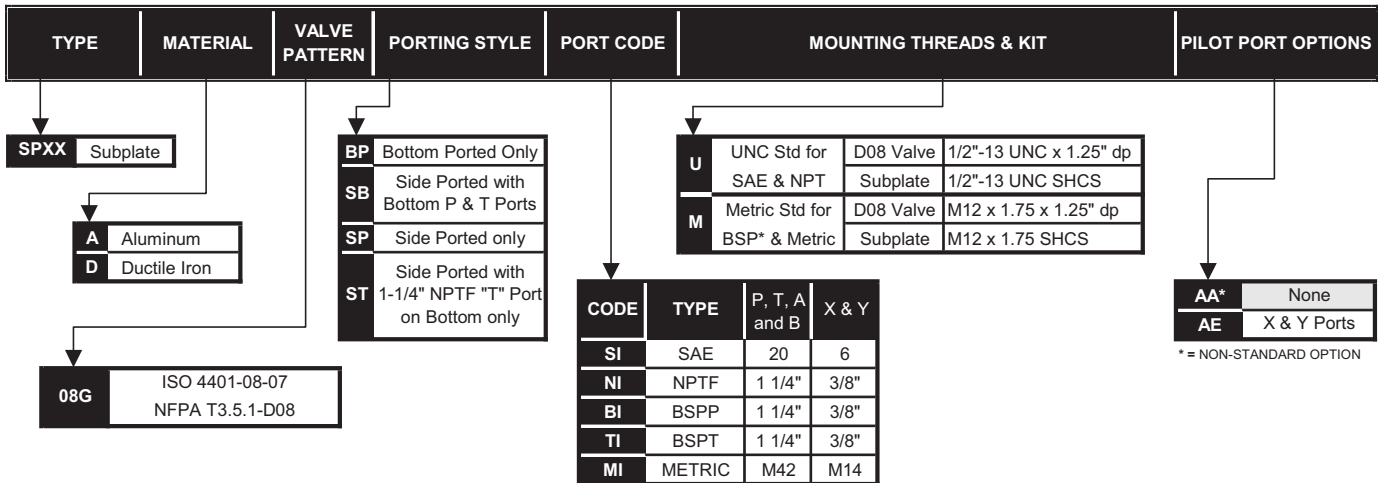 TYPE
MATERIAL
VALVE
PATTERN
PORTING STYLE
PORT CODE
MOUNTING THREADS & KIT
PILOT PORT OPTIONS
SPXX Subplate
A Aluminum
D Ductile Iron
08G
ISO 4401-08-07
NFPA T3.5.1-D08
BP Bottom Ported Only
SB
Side Ported with
Bottom P & T Ports
SP Side Ported only
ST
Side Ported with
1-1/4" NPTF "T" Port
on Bottom only
CODE TYPE P, T, A and B X & Y
SI SAE 20 6
NI NPTF 1 1/4" 3/8"
BI BSPP 1 1/4" 3/8"
TI BSPT 1 1/4" 3/8"
MI METRIC M42 M14
U
UNC Std for D08 Valve 1/2"-13 UNC x 1.25" dp
SAE & NPT Subplate 1/2"-13 UNC SHCS
M
Metric Std for D08 Valve M12 x 1.75 x 1.25" dp
BSP* & Metric Subplate M12 x 1.75 SHCS
AA* None
AE X & Y Ports
* = NON-STANDARD OPTION